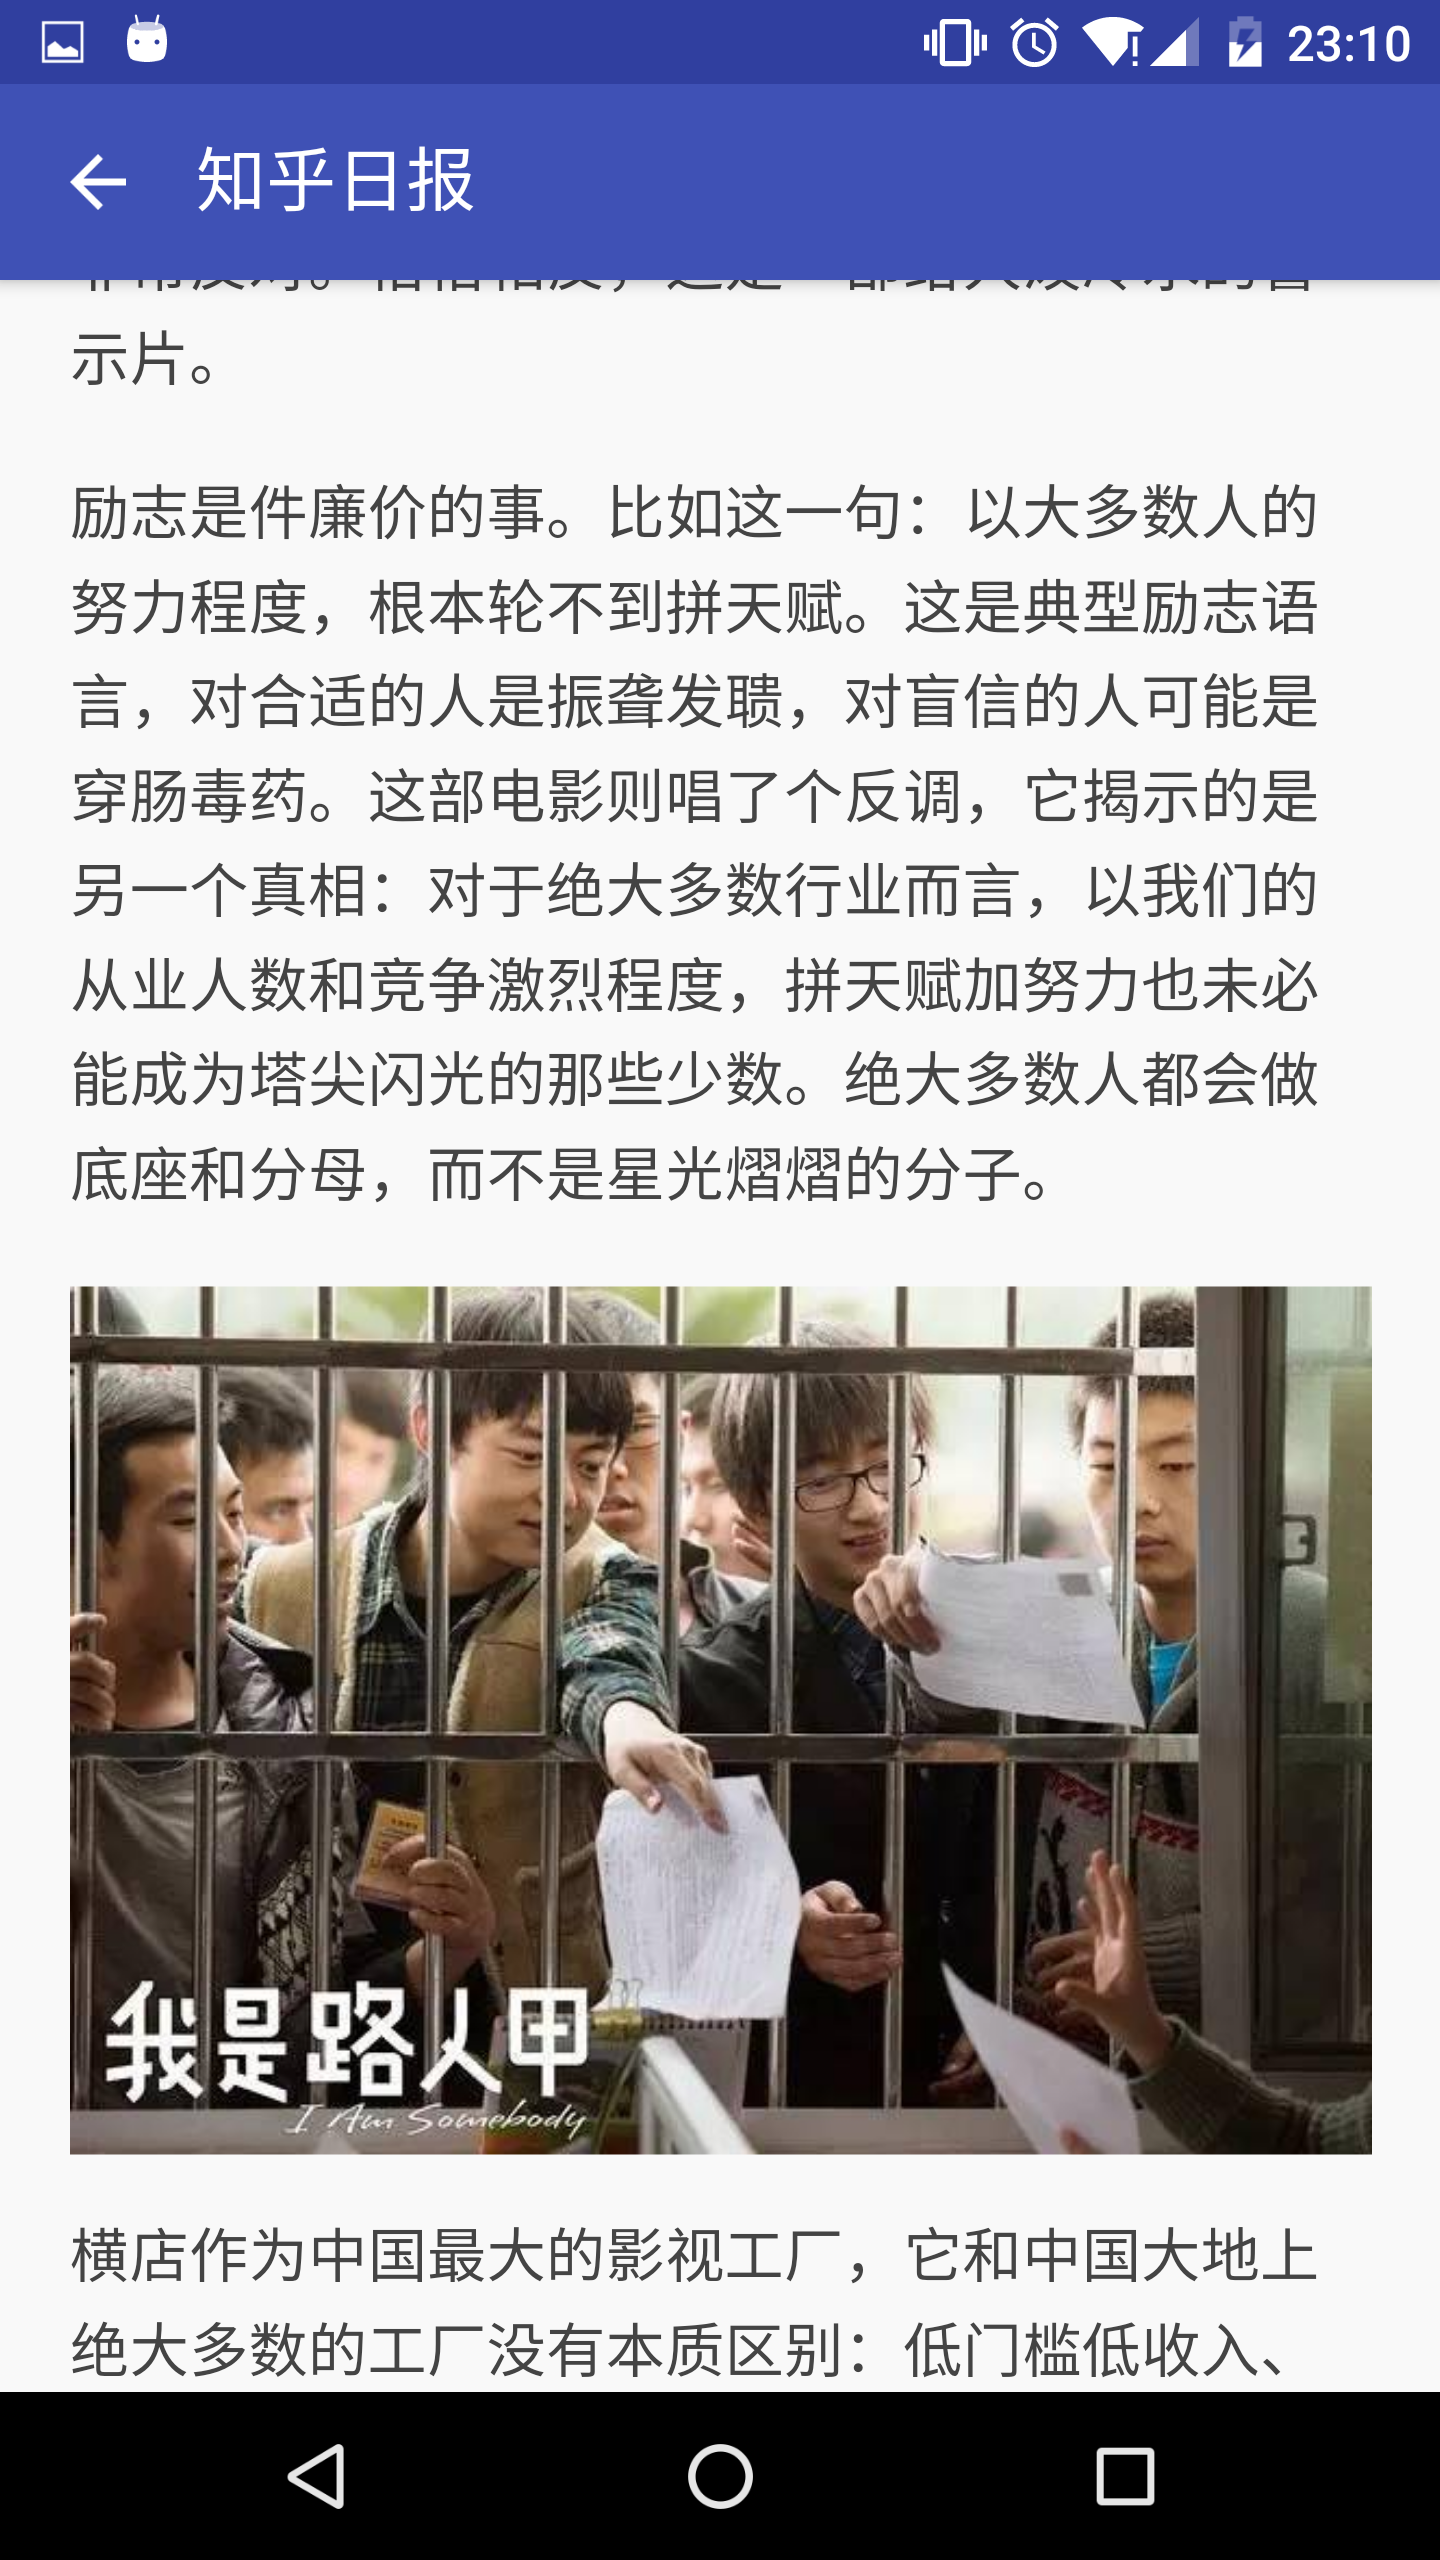 23:10
知乎日报
示片。
励志是件廉价的事。比如这一句：以大多数人的
努力程度，根本轮不到拼天赋。这是典型励志语
言，对合适的人是振聋发聩，对盲信的人可能是
穿肠毒药。这部电影则唱了个反调，它揭示的是
另一个真相：对于绝大多数行业而言，以我们的
从业人数和竞争激烈程度，拼天赋加努力也未必
能成为塔尖闪光的那些少数。绝大多数人都会做
底座和分母，而不是星光熠熠的分子。
我是路人甲
I Am Somebody
横店作为中国最大的影视工厂，它和中国大地上
绝大多数的工厂没有本质区别：低门槛低收入、